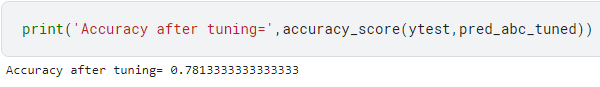 print('Accuracy after tuning=',accuracy_score(ytest,pred_abc_tuned))
Accuracy after tuning= 0.7813333333333333